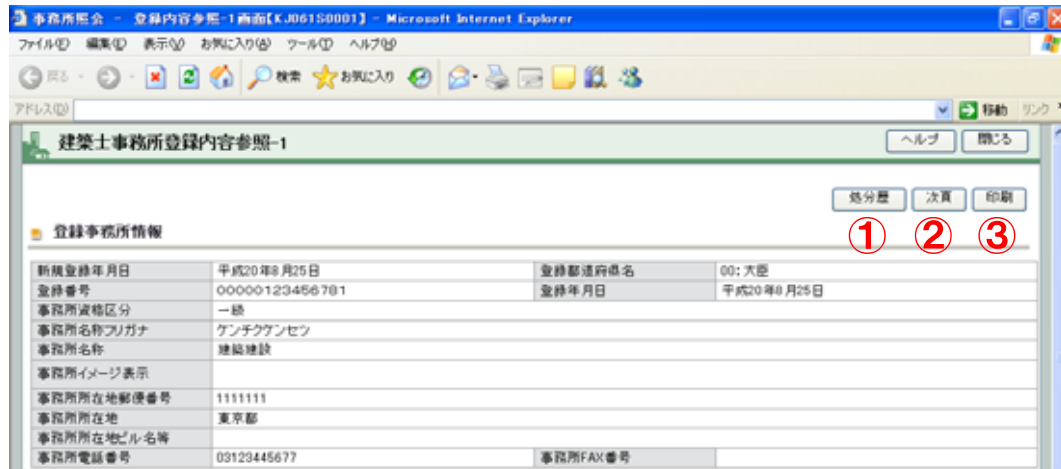 事務所照会 - 登録内容参照-1画面【KJ061S0001】 - Microsoft Internet Explorer
ファイル(F) 編集(E) 表示(V) お気に入り(A) ツール(T) ヘルプ(H)
戻る 検索 お気に入り
アドレス(D) 移動 リンク
建築士事務所登録内容参照-1 ヘルプ 閉じる
処分歴 次頁 印刷
① ② ③
登録事務所情報
新規登録年月日 平成20年8月25日 登録都道府県名 00:大臣
登録番号 00000123456781 登録年月日 平成20年8月25日
事務所資格区分 一級
事務所名称フリガナ ケンチクケンセツ
事務所名称 建築建設
事務所イメージ表示
事務所所在地郵便番号 1111111
事務所所在地 東京都
事務所所在地ビル名等
事務所電話番号 03123445677 事務所FAX番号